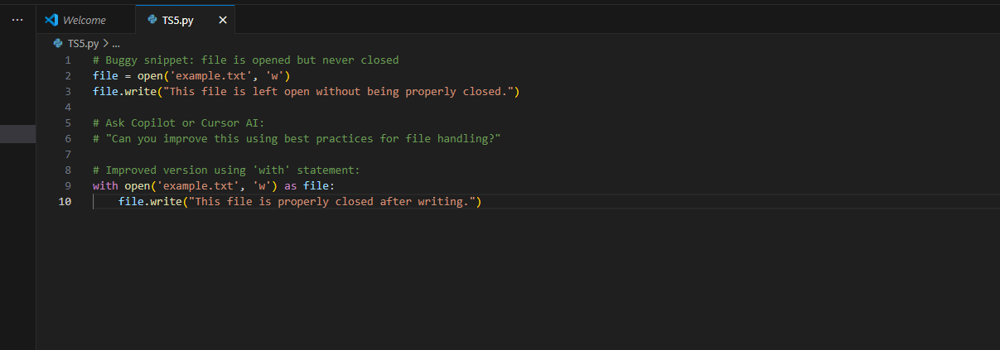 ... Welcome TS5.py ×
TS5.py > ...
1 # Buggy snippet: file is opened but never closed
2 file = open('example.txt', 'w')
3 file.write("This file is left open without being properly closed.")
4
5 # Ask Copilot or Cursor AI:
6 # "Can you improve this using best practices for file handling?"
7
8 # Improved version using 'with' statement:
9 with open('example.txt', 'w') as file:
10     file.write("This file is properly closed after writing.")